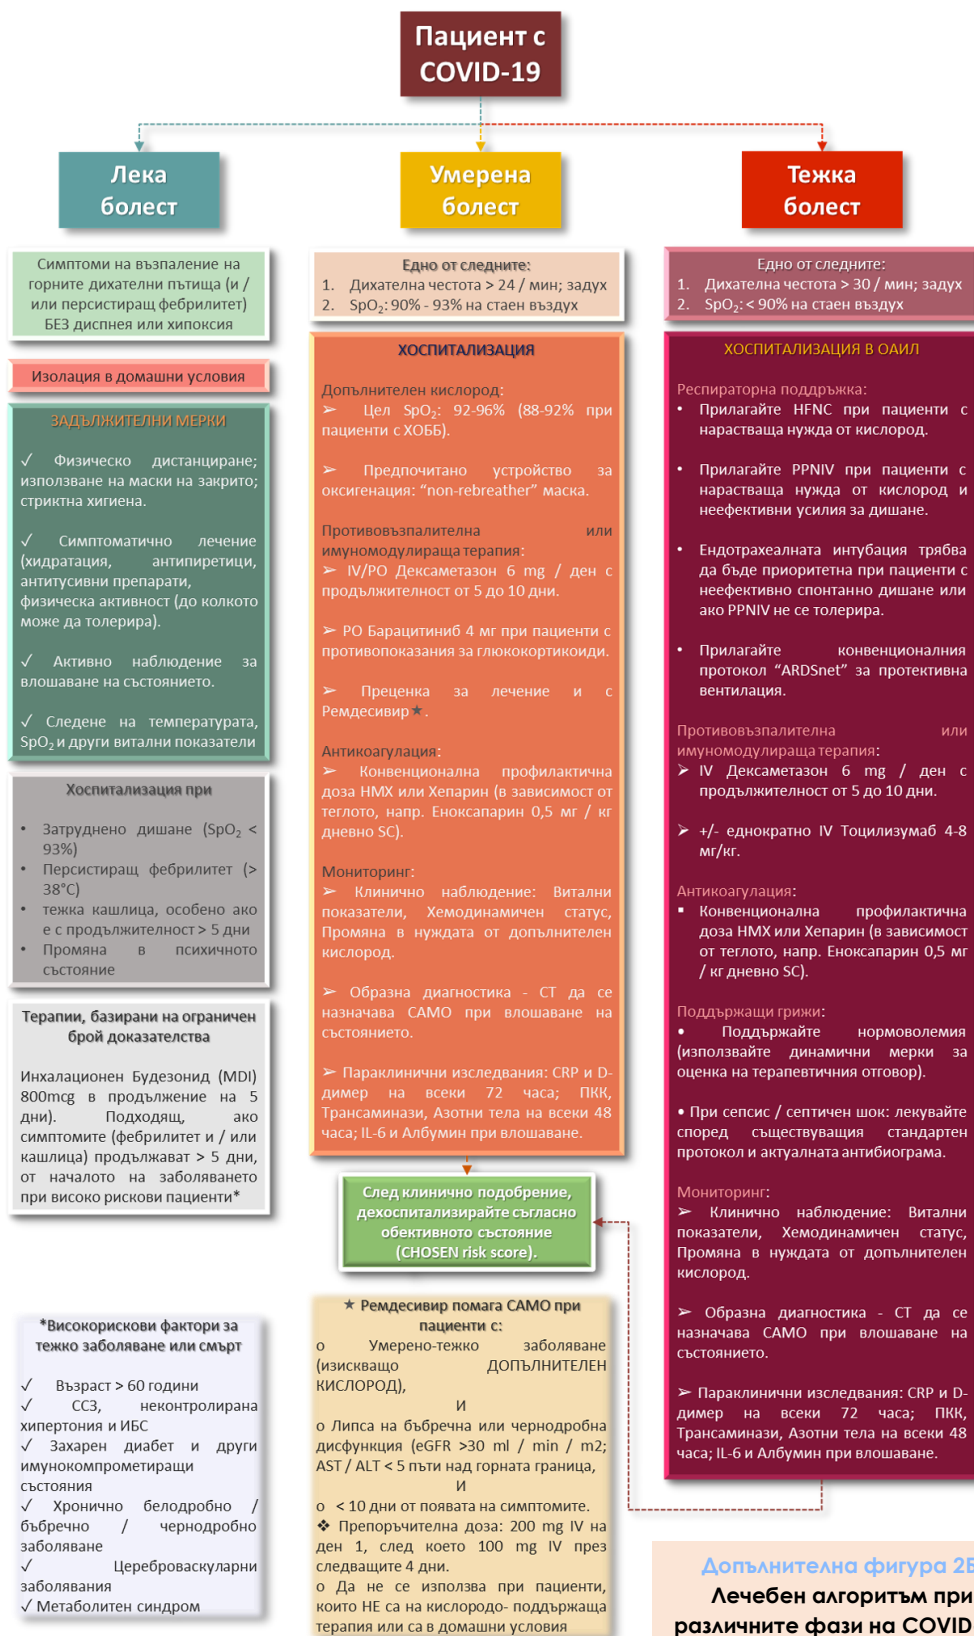 Пациент с
COVID-19
Лека
болест
Умерена
болест
Тежка
болест
Симптоми на възпаление на
горните дихателни пътища (и /
или персистиращ фебрилитет)
БЕЗ диспнея или хипоксия
Изолация в домашни условия
ЗАДЪЛЖИТЕЛНИ МЕРКИ
✓ Физическо дистанциране;
използване на маски на закрито;
стриктна хигиена.
✓ Симптоматично лечение
(хидратация, антипиретици,
антитусивни препарати,
физическа активност (до колкото
може да толерира).
✓ Активно наблюдение за
влошаване на състоянието.
✓ Следене на температурата,
SpO₂ и други витални показатели
Хоспитализация при
• Затруднено дишане (SpO₂ <
93%)
• Персистиращ фебрилитет (>
38°C)
• тежка кашлица, особено ако
е с продължителност > 5 дни
• Промяна в психичното
състояние
Терапии, базирани на ограничен
брой доказателства
Инхалационен Будезонид (MDI)
800mcg в продължение на 5
дни). Подходящ, ако
симптомите (фебрилитет и / или
кашлица) продължават > 5 дни,
от началото на заболяването
при високо рискови пациенти*
*Високорискови фактори за
тежко заболяване или смърт
✓ Възраст > 60 години
✓ ССЗ, неконтролирана
хипертония и ИБС
✓ Захарен диабет и други
имунокомпрометиращи
състояния
✓ Хронично белодробно /
бъбречно / чернодробно
заболяване
✓ Цереброваскуларни
заболявания
✓ Метаболитен синдром
Едно от следните:
1. Дихателна честота > 24 / мин; задух
2. SpO₂: 90% - 93% на стаен въздух
ХОСПИТАЛИЗАЦИЯ
Допълнителен кислород:
➢ Цел SpO₂: 92-96% (88-92% при
пациенти с ХОББ).
➢ Предпочитано устройство за
оксигенация: “non-rebreather” маска.
Противовъзпалителна или
имуномодулираща терапия:
➢ IV/PO Дексаметазон 6 mg / ден с
продължителност от 5 до 10 дни.
➢ PO Барацитиниб 4 мг при пациенти с
противопоказания за глюкокортикоиди.
➢ Преценка за лечение и с
Ремдесивир★.
Антикоагулация:
➢ Конвенционална профилактична
доза НМХ или Хепарин (в зависимост от
теглото, напр. Еноксапарин 0,5 мг / кг
дневно SC).
Мониторинг:
➢ Клинично наблюдение: Витални
показатели, Хемодинамичен статус,
Промяна в нуждата от допълнителен
кислород.
➢ Образна диагностика - CT да се
назначава САМО при влошаване на
състоянието.
➢ Параклинични изследвания: CRP и D-
димер на всеки 72 часа; ПКК,
Трансаминази, Азотни тела на всеки 48
часа; IL-6 и Албумин при влошаване.
След клинично подобрение,
дехоспитализирайте съгласно
обективното състояние
(CHOSEN risk score).
★ Ремдесивир помага САМО при
пациенти с:
o Умерено-тежко заболяване
(изискващо ДОПЪЛНИТЕЛЕН
КИСЛОРОД),
И
o Липса на бъбречна или чернодробна
дисфункция (eGFR >30 ml / min / m2;
AST / ALT < 5 пъти над горната граница,
И
o < 10 дни от появата на симптомите.
❖ Препоръчителна доза: 200 mg IV на
ден 1, след което 100 mg IV през
следващите 4 дни.
o Да не се използва при пациенти,
които НЕ са на кислородо- поддържаща
терапия или са в домашни условия
Едно от следните:
1. Дихателна честота > 30 / мин; задух
2. SpO₂: < 90% на стаен въздух
ХОСПИТАЛИЗАЦИЯ В ОАИЛ
Респираторна поддръжка:
• Прилагайте HFNC при пациенти с
нарастваща нужда от кислород.
• Прилагайте PPNIV при пациенти с
нарастваща нужда от кислород и
неефективни усилия за дишане.
• Ендотрахеалната интубация трябва
да бъде приоритетна при пациенти с
неефективно спонтанно дишане или
ако PPNIV не се толерира.
• Прилагайте конвенционалния
протокол “ARDSnet” за протективна
вентилация.
Противовъзпалителна или
имуномодулираща терапия:
➢ IV Дексаметазон 6 mg / ден с
продължителност от 5 до 10 дни.
➢ +/- еднократно IV Тоцилизумаб 4-8
мг/кг.
Антикоагулация:
▪ Конвенционална профилактична
доза НМХ или Хепарин (в зависимост
от теглото, напр. Еноксапарин 0,5 мг
/ кг дневно SC).
Поддържащи грижи:
• Поддържайте нормоволемия
(използвайте динамични мерки за
оценка на терапевтичния отговор).
• При сепсис / септичен шок: лекувайте
според съществуващия стандартен
протокол и актуалната антибиограма.
Мониторинг:
➢ Клинично наблюдение: Витални
показатели, Хемодинамичен статус,
Промяна в нуждата от допълнителен
кислород.
➢ Образна диагностика - CT да се
назначава САМО при влошаване на
състоянието.
➢ Параклинични изследвания: CRP и D-
димер на всеки 72 часа; ПКК,
Трансаминази, Азотни тела на всеки 48
часа; IL-6 и Албумин при влошаване.
Допълнителна фигура 2Б
Лечебен алгоритъм при
различните фази на COVID